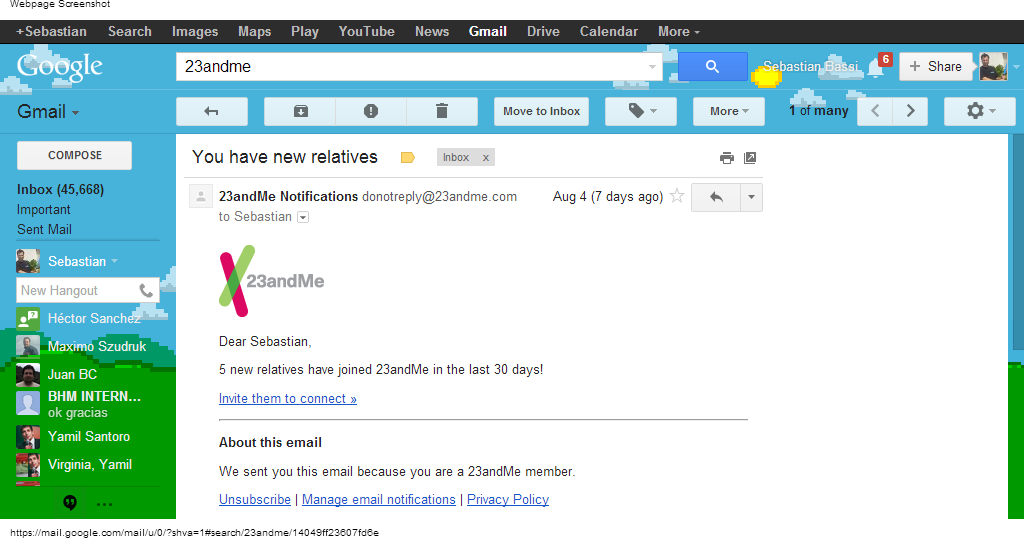 Webpage Screenshot
+Sebastian Search Images Maps Play YouTube News Gmail Drive Calendar More
Google 23andme Sebastian Bassi 6 + Share
Gmail Move to Inbox More 1 of many
COMPOSE
You have new relatives Inbox x
Inbox (45,668)
Important
Sent Mail
23andMe Notifications donotreply@23andme.com Aug 4 (7 days ago)
to Sebastian
Sebastian
New Hangout
Héctor Sanchez
Maximo Szudruk
Juan BC
BHM INTERN...
ok gracias
Yamil Santoro
Virginia, Yamil
23andMe
Dear Sebastian,
5 new relatives have joined 23andMe in the last 30 days!
Invite them to connect »
About this email
We sent you this email because you are a 23andMe member.
Unsubscribe | Manage email notifications | Privacy Policy
https://mail.google.com/mail/u/0/?shva=1#search/23andme/14049ff23607fd6e